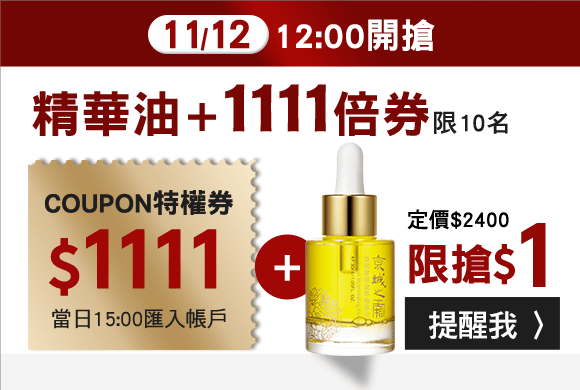 11/12 12:00開搶
精華油+1111倍券限10名
COUPON特權券
$1111
當日15:00匯入帳戶
+
京城之霜
定價$2400
限搶$1
提醒我 〉